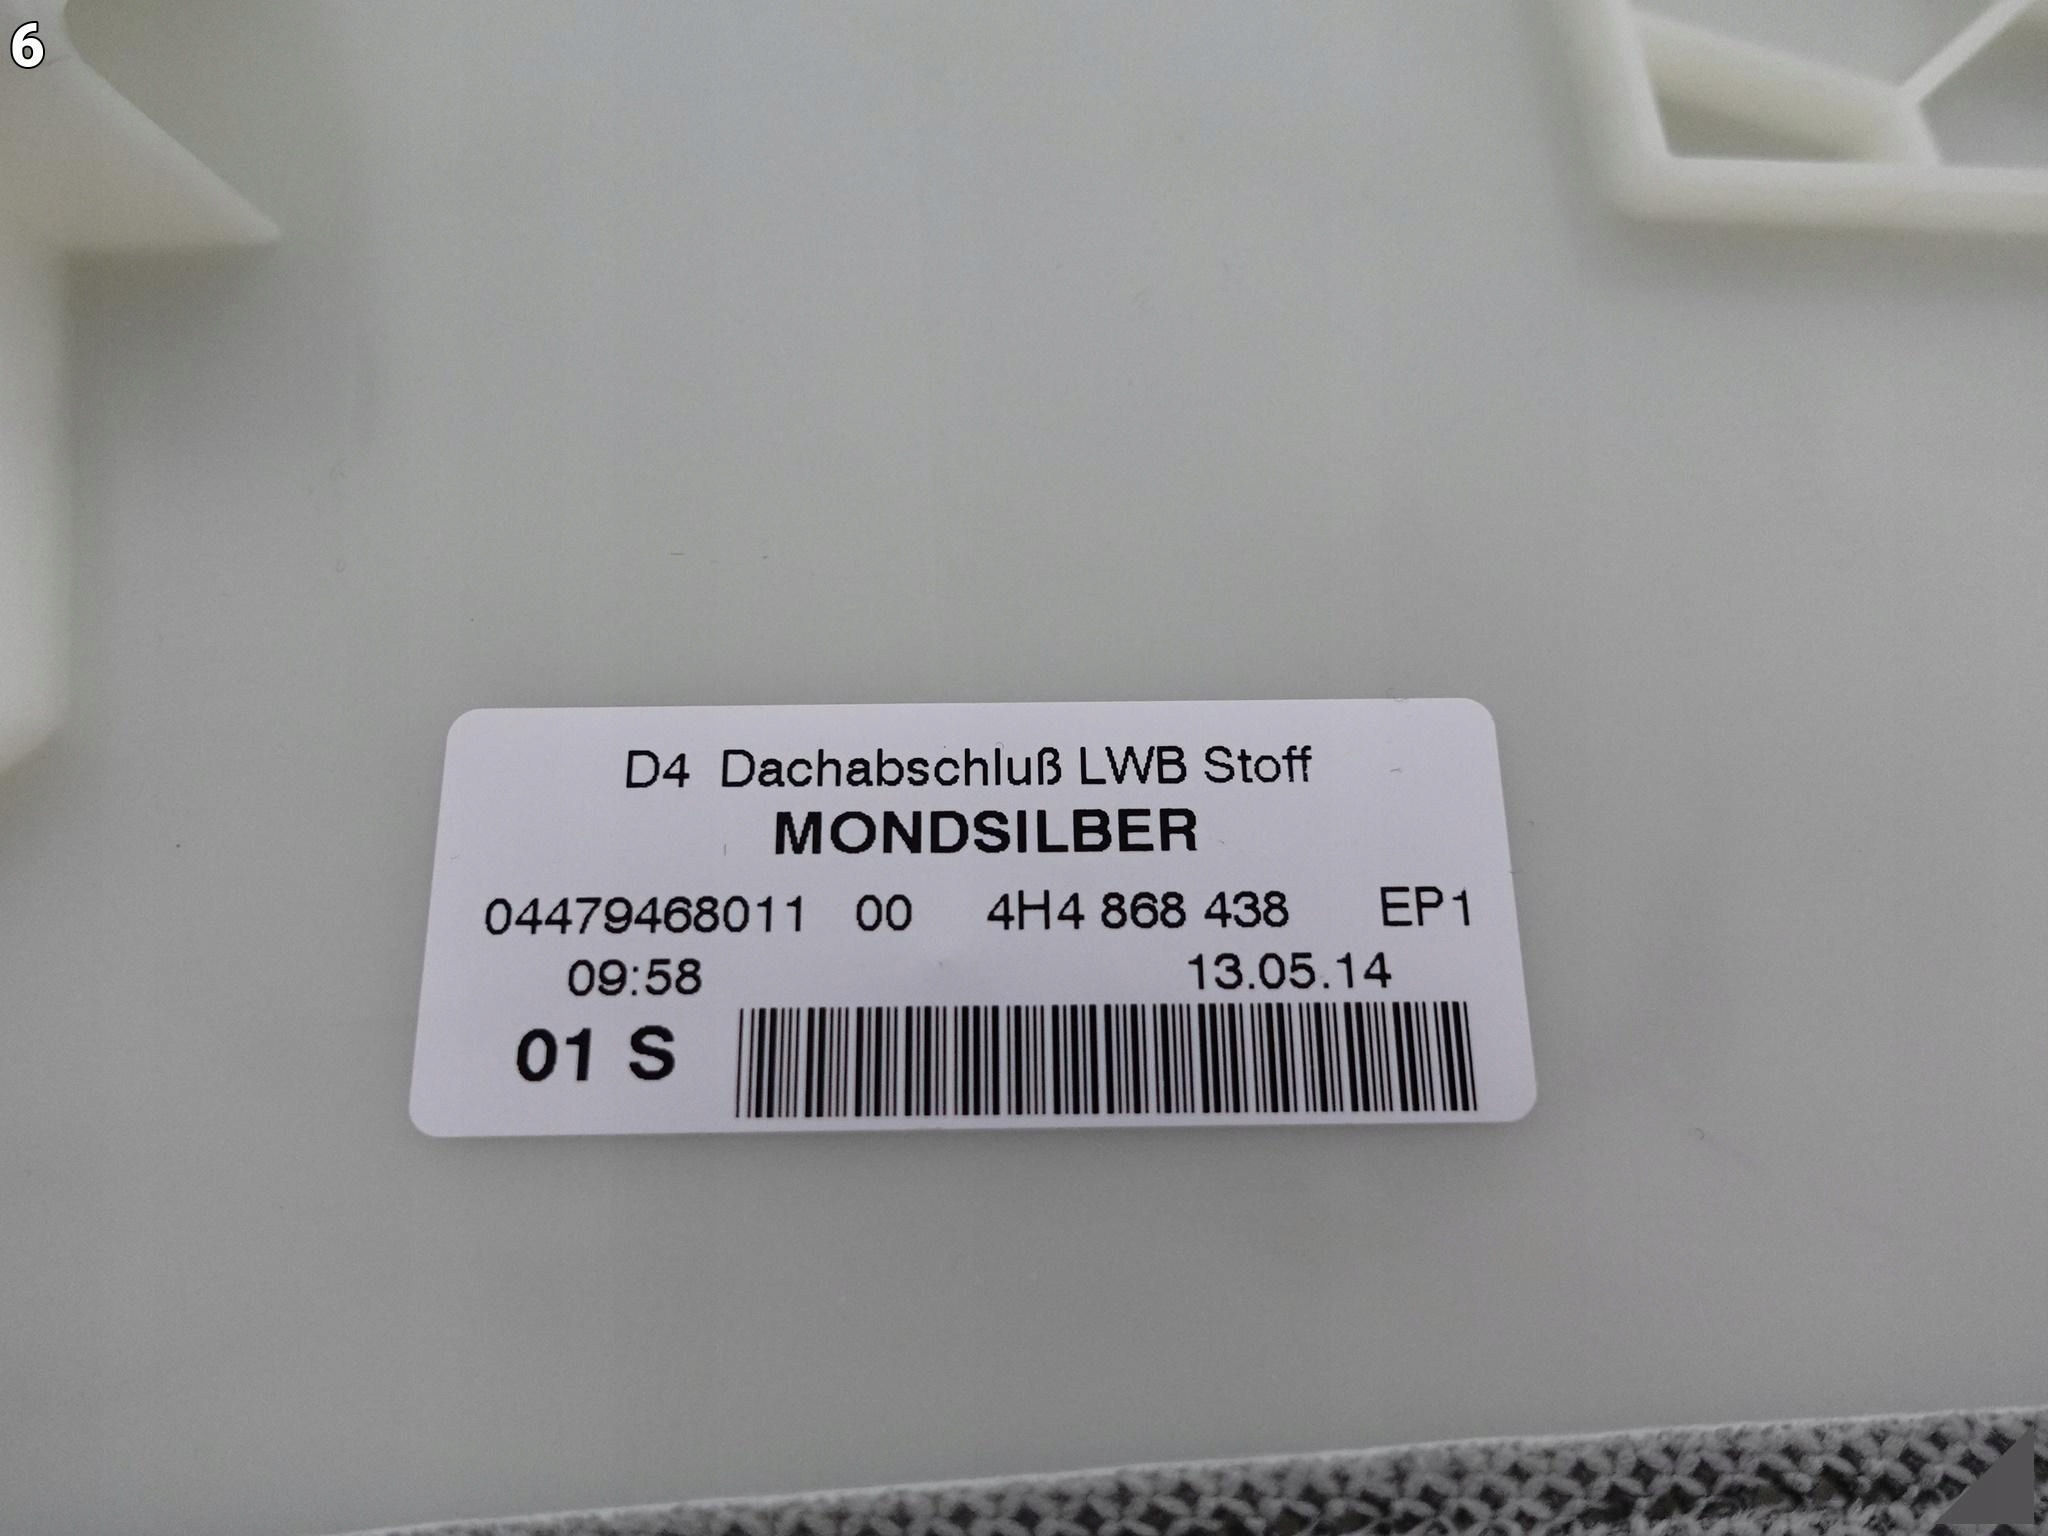 6
D4 Dachabschluß LWB Stoff
MONDSILBER
04479468011 00 4H4 868 438 EP1
09:58 13.05.14
01 S